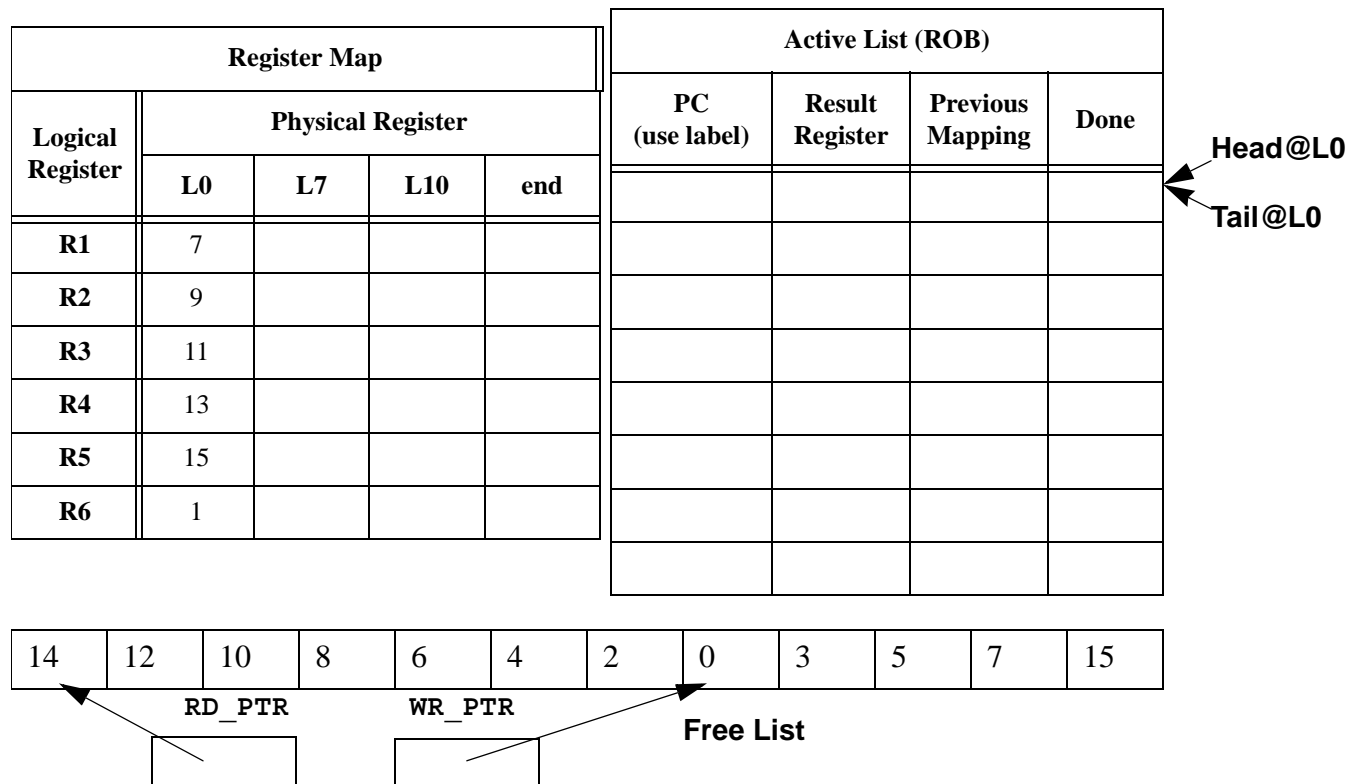 Register Map
Logical Register
Physical Register
L0 L7 L10 end
R1 7
R2 9
R3 11
R4 13
R5 15
R6 1
Active List (ROB)
PC (use label) Result Register Previous Mapping Done
Head@L0
Tail@L0
14 12 10 8 6 4 2 0 3 5 7 15
RD_PTR WR_PTR
Free List